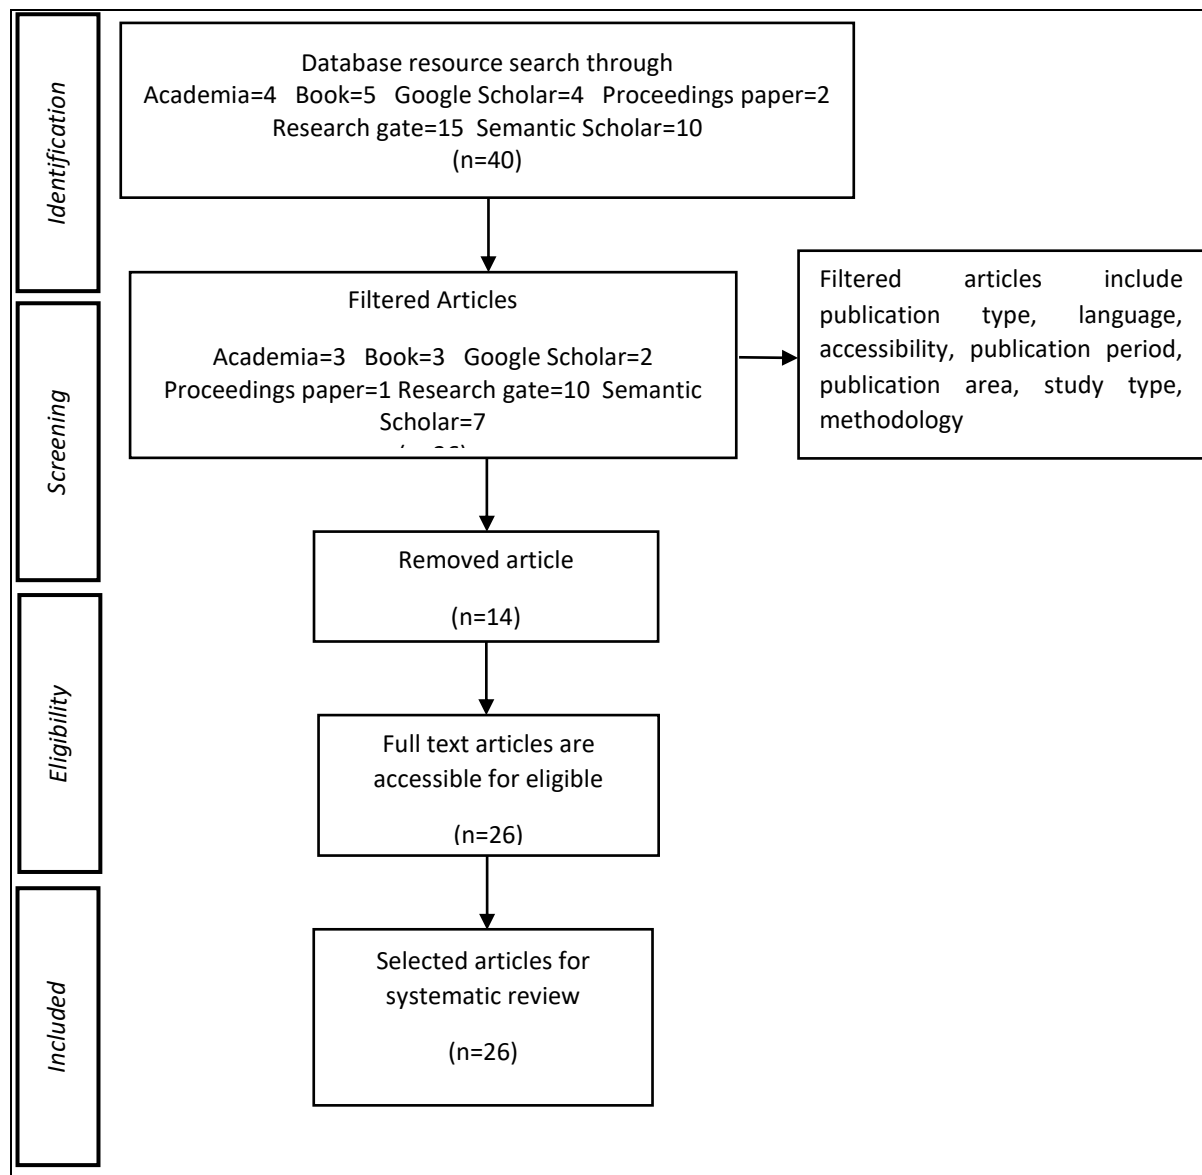 Identification
Database resource search through
Academia=4 Book=5 Google Scholar=4 Proceedings paper=2
Research gate=15 Semantic Scholar=10
(n=40)
Screening
Filtered Articles
Academia=3 Book=3 Google Scholar=2
Proceedings paper=1 Research gate=10 Semantic
Scholar=7
Filtered articles include
publication type, language,
accessibility, publication period,
publication area, study type,
methodology
Removed article
(n=14)
Eligibility
Full text articles are
accessible for eligible
(n=26)
Included
Selected articles for
systematic review
(n=26)